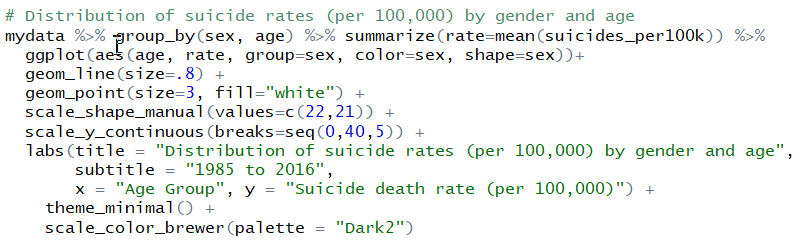 # Distribution of suicide rates (per 100,000) by gender and age
mydata %>% group_by(sex, age) %>% summarize(rate=mean(suicides_per100k)) %>%
  ggplot(aes(age, rate, group=sex, color=sex, shape=sex))+
  geom_line(size=.8) +
  geom_point(size=3, fill="white") +
  scale_shape_manual(values=c(22,21)) +
  scale_y_continuous(breaks=seq(0,40,5)) +
  labs(title = "Distribution of suicide rates (per 100,000) by gender and age",
       subtitle = "1985 to 2016",
       x = "Age Group", y = "Suicide death rate (per 100,000)") +
    theme_minimal() +
    scale_color_brewer(palette = "Dark2")